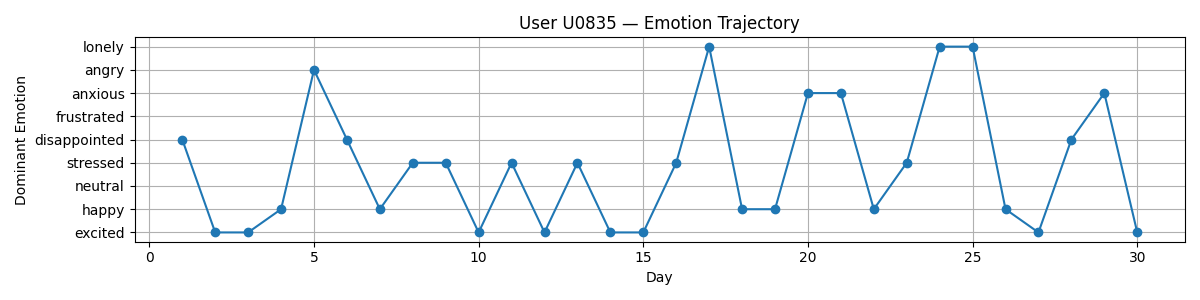 User U0835 — Emotion Trajectory
Dominant Emotion
lonely
angry
anxious
frustrated
disappointed
stressed
neutral
happy
excited
0 5 10 15 20 25 30
Day